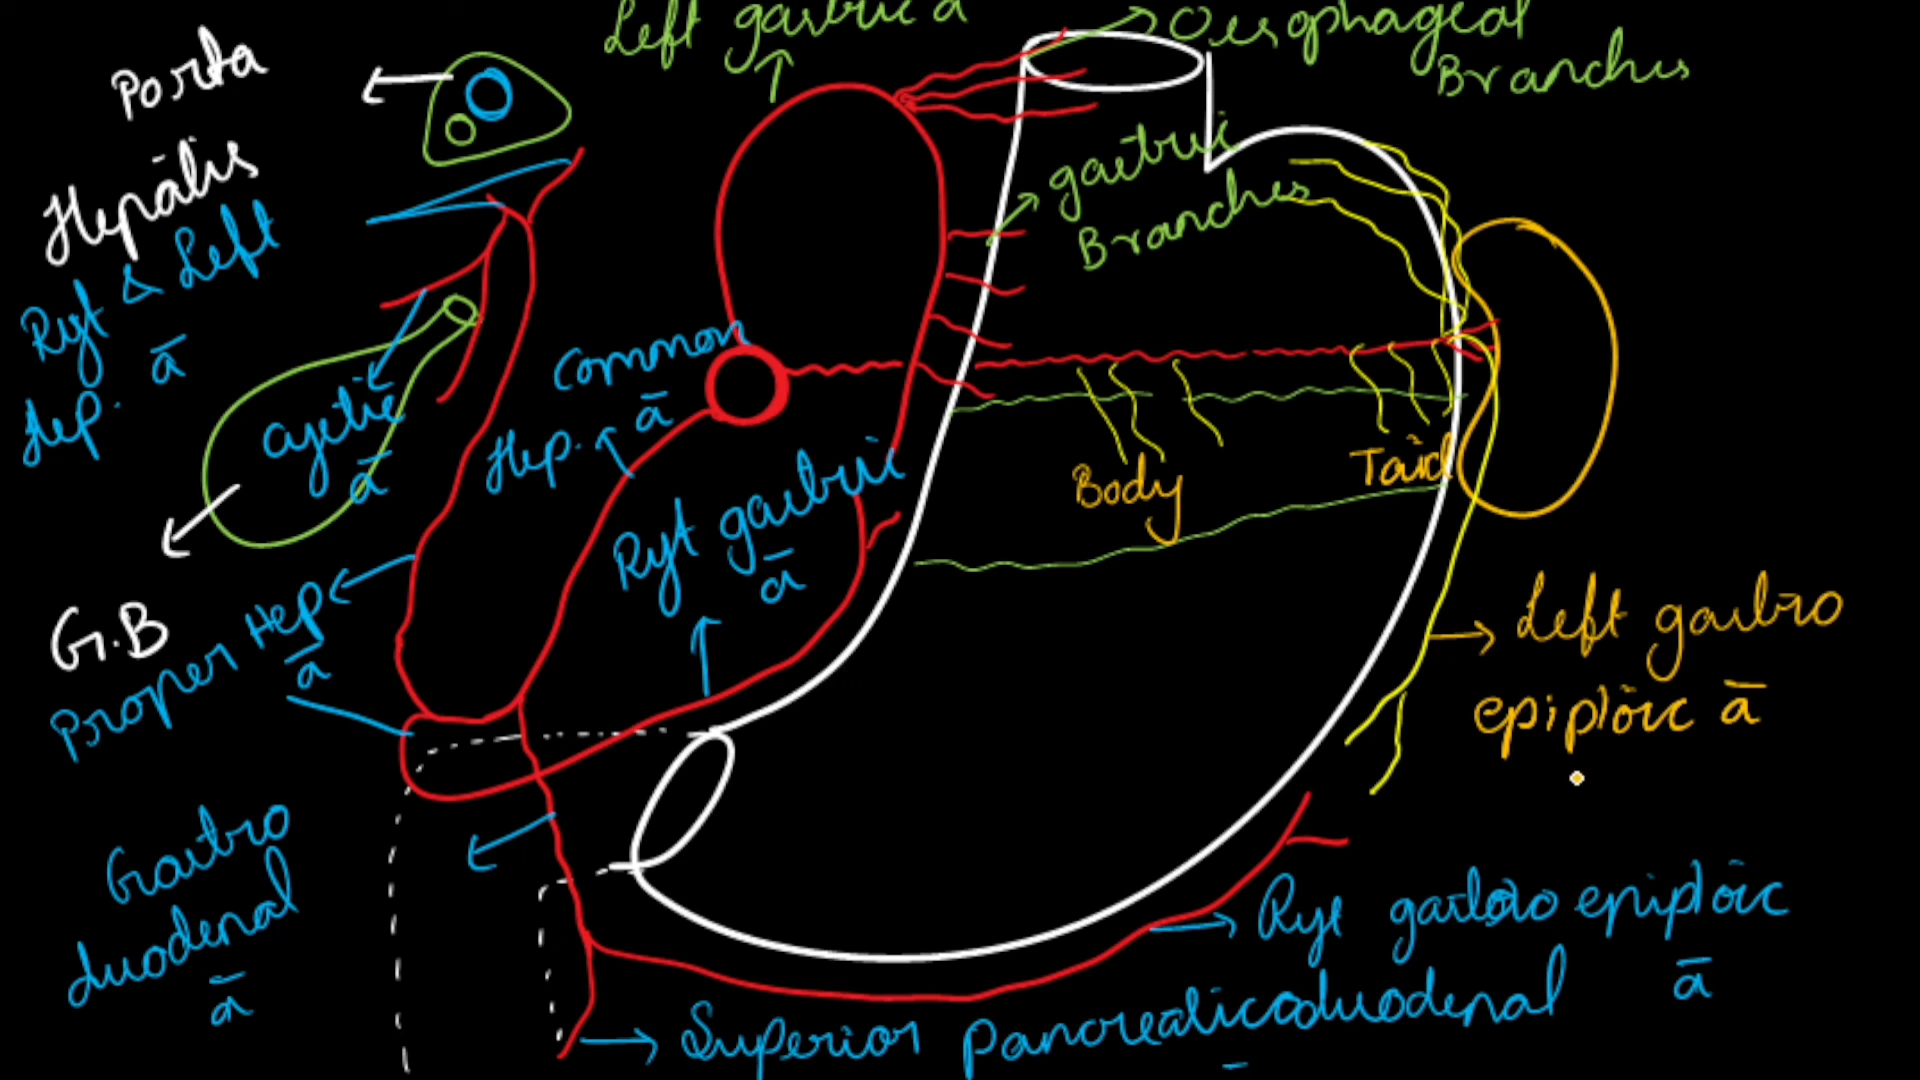 Left gastric a
Oesophageal
Branches
Porta
Hepatis
Ryt & Left
Hep. a
gastric
Branches
Common
Hep. a
cystic
a
Ryt gastric
a
Body
Tail
G.B
Proper Hep
a
Left gastro
epiploic a
Gastro
duodenal
a
Ryt gastro epiploic
a
Superior pancreaticoduodenal